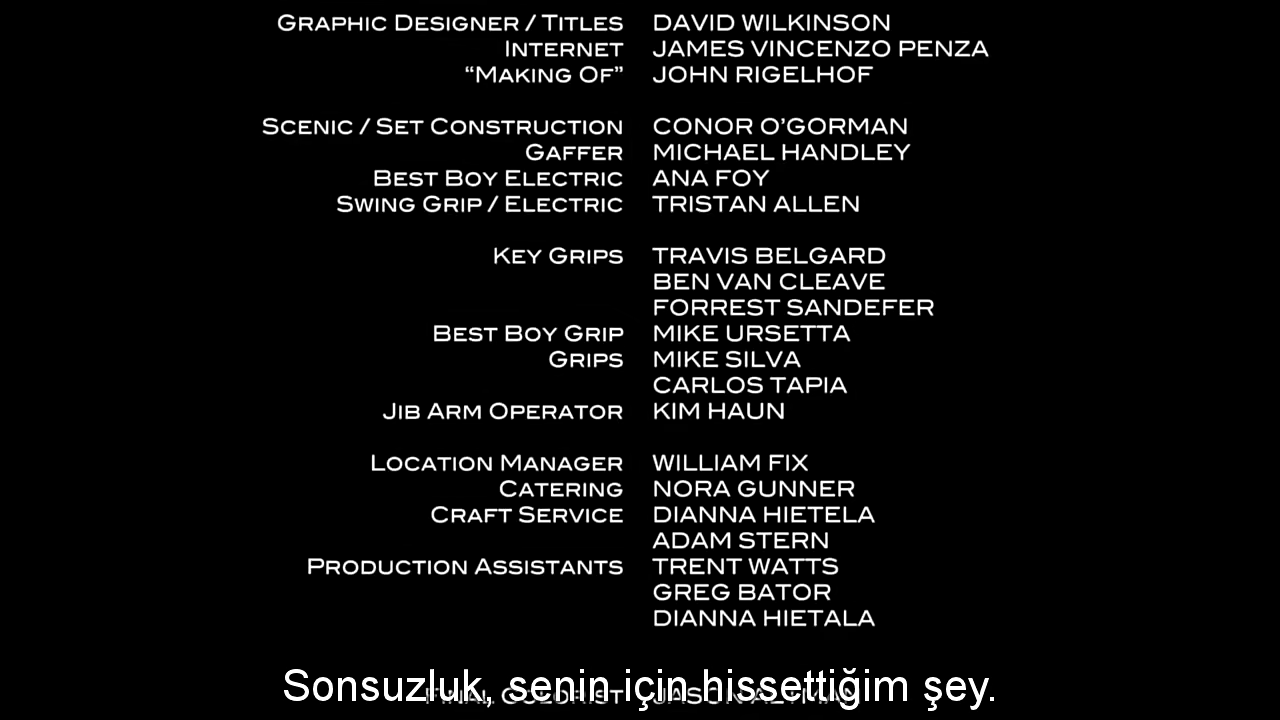 GRAPHIC DESIGNER / TITLES DAVID WILKINSON
INTERNET JAMES VINCENZO PENZA
“MAKING OF” JOHN RIGELHOF
SCENIC / SET CONSTRUCTION CONOR O’GORMAN
GAFFER MICHAEL HANDLEY
BEST BOY ELECTRIC ANA FOY
SWING GRIP / ELECTRIC TRISTAN ALLEN
KEY GRIPS TRAVIS BELGARD
BEN VAN CLEAVE
FORREST SANDEFER
BEST BOY GRIP MIKE URSETTA
GRIPS MIKE SILVA
CARLOS TAPIA
JIB ARM OPERATOR KIM HAUN
LOCATION MANAGER WILLIAM FIX
CATERING NORA GUNNER
CRAFT SERVICE DIANNA HIETELA
ADAM STERN
PRODUCTION ASSISTANTS TRENT WATTS
GREG BATOR
DIANNA HIETALA
FINAL COLORIST JASON
Sonsuzluk, senin için hissettiğim şey.